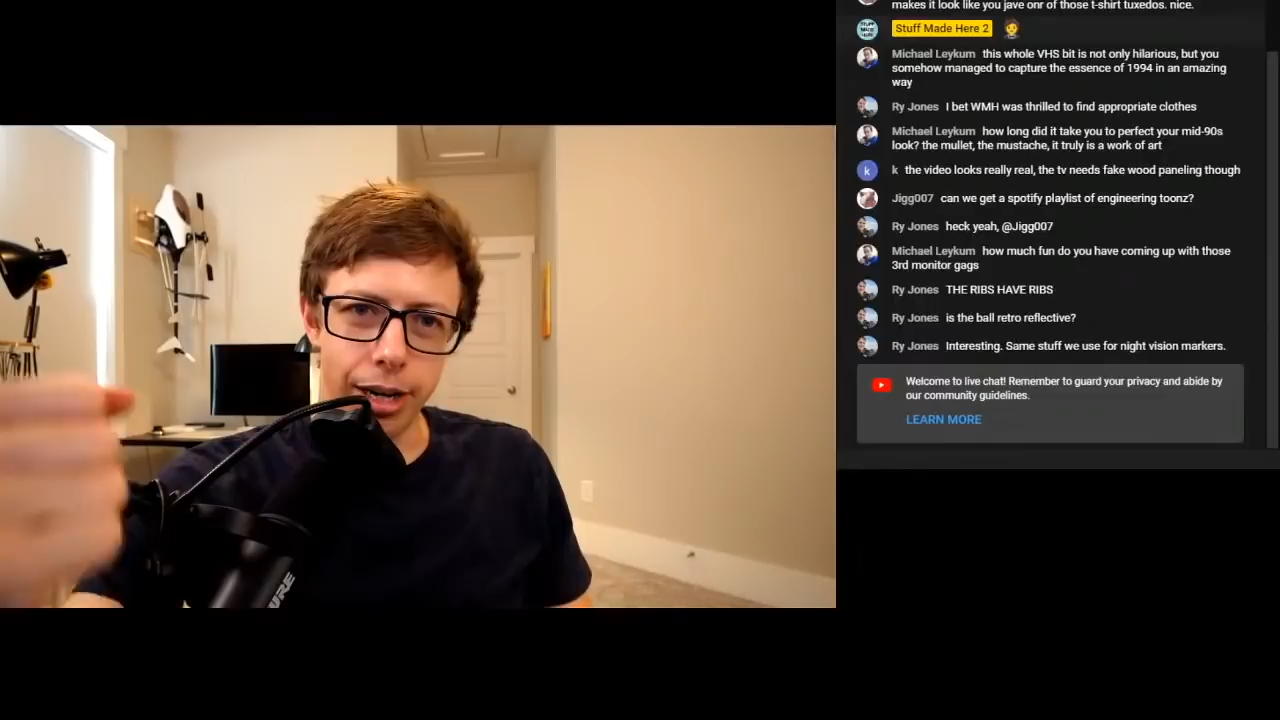 makes it look like you jave onr of those t-shirt tuxedos. nice.
Stuff Made Here 2
Michael Leykum this whole VHS bit is not only hilarious, but you
somehow managed to capture the essence of 1994 in an amazing
way
Ry Jones I bet WMH was thrilled to find appropriate clothes
Michael Leykum how long did it take you to perfect your mid-90s
look? the mullet, the mustache, it truly is a work of art
k
k the video looks really real, the tv needs fake wood paneling though
Jigg007 can we get a spotify playlist of engineering toonz?
Ry Jones heck yeah, @Jigg007
Michael Leykum how much fun do you have coming up with those
3rd monitor gags
Ry Jones THE RIBS HAVE RIBS
Ry Jones is the ball retro reflective?
Ry Jones Interesting. Same stuff we use for night vision markers.
Welcome to live chat! Remember to guard your privacy and abide by
our community guidelines.
LEARN MORE